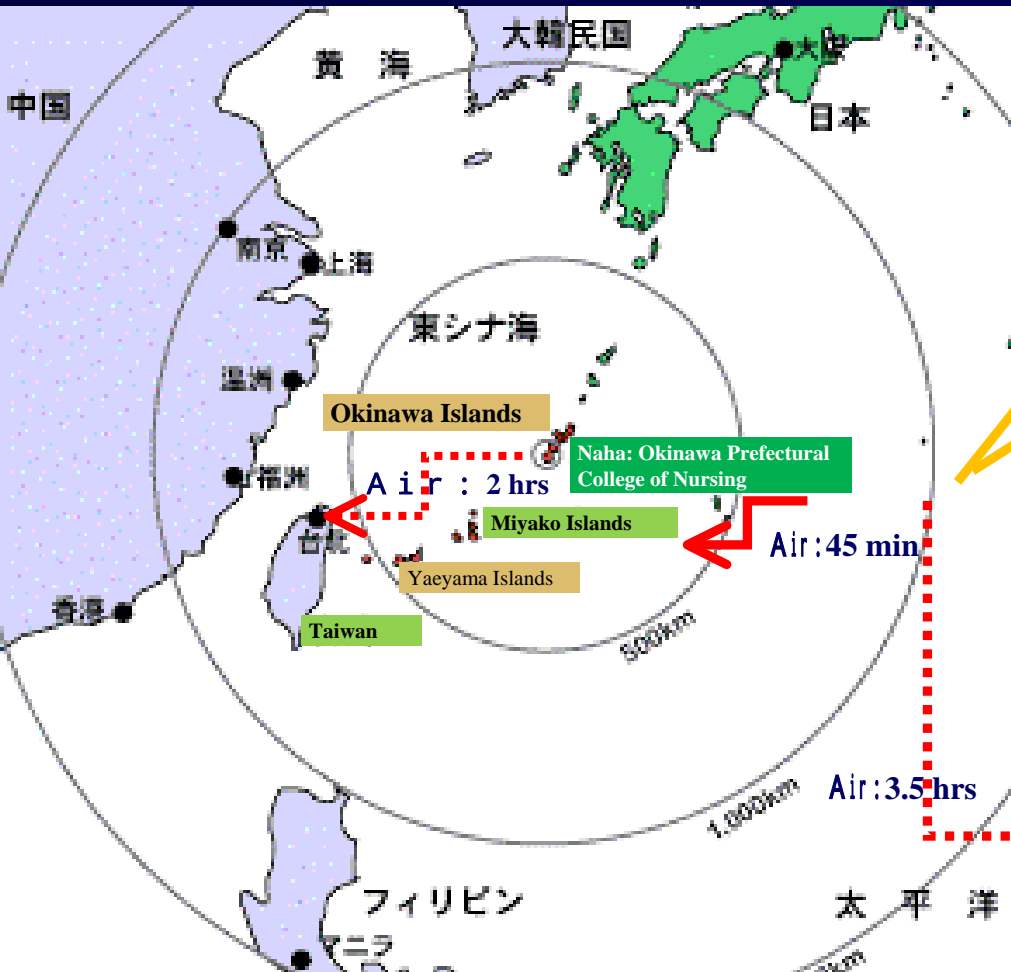 大韓民国
黄 海
大阪
中国
日本
南京
上海
東シナ海
温洲
Okinawa Islands
Naha: Okinawa Prefectural
College of Nursing
福洲
Air: 2 hrs
Miyako Islands
台北
Air:45 min
Yaeyama Islands
香港
Taiwan
500km
Air:3.5 hrs
1,000km
フィリピン
太 平 洋
マニラ
km